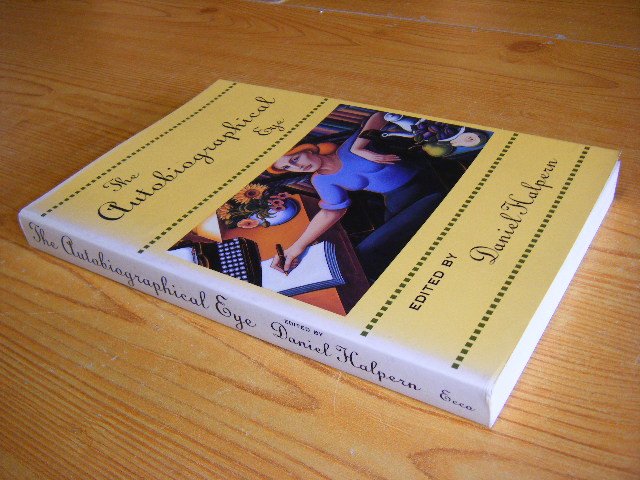 The
Autobiographical
Eye
EDITED BY
Daniel Halpern
The Autobiographical Eye EDITED BY Daniel Halpern Ecco